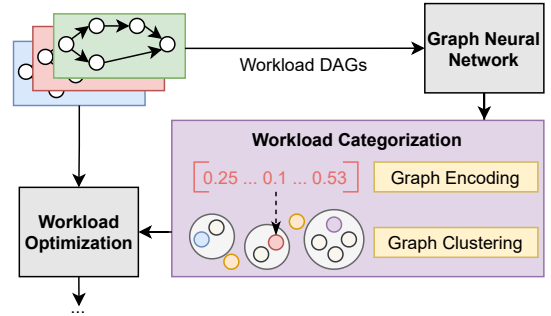 Graph Neural
Network
Workload DAGs
Workload Categorization
[0.25 ... 0.1 ... 0.53]
Graph Encoding
Workload
Optimization
Graph Clustering
...